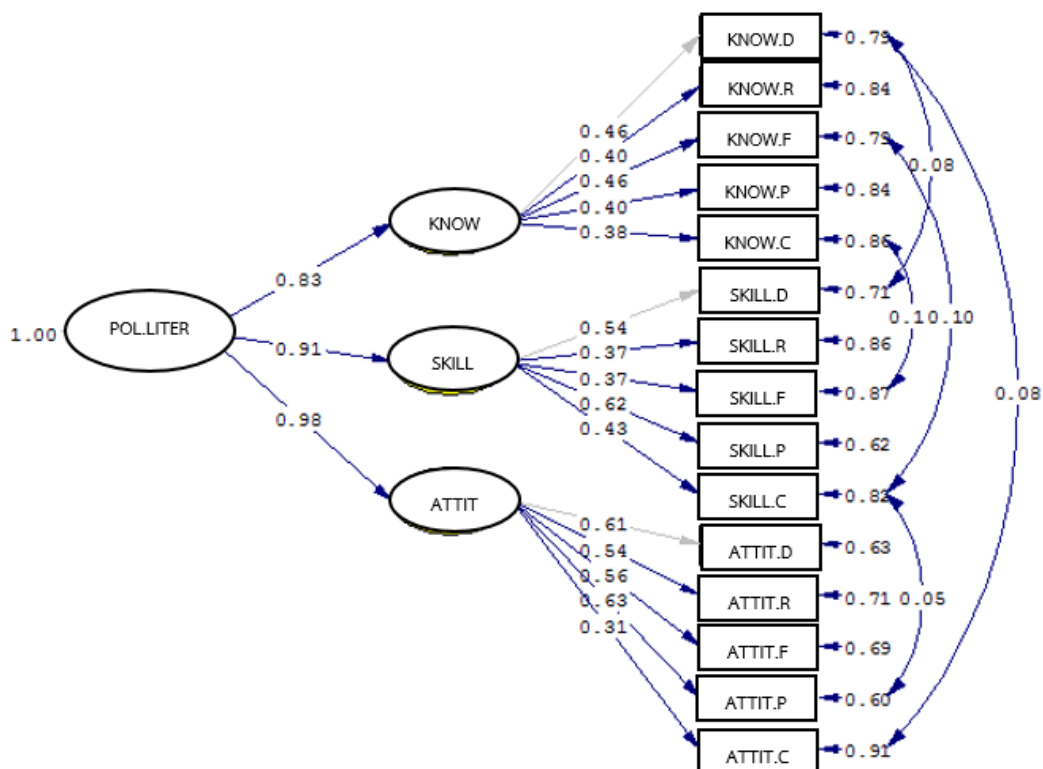 KNOW.D 0.79
KNOW.R 0.84
0.46
KNOW.F 0.79
0.40
0.08
0.46
KNOW.P 0.84
0.40
KNOW
0.38
KNOW.C 0.86
0.83
SKILL.D 0.71
1.00 POL.LITER
0.54
0.10 0.10
0.91
SKILL
0.37
SKILL.R 0.86
0.37
SKILL.F 0.87
0.08
0.62
0.98
0.43
SKILL.P 0.62
ATTIT
SKILL.C 0.82
0.61
0.54
ATTIT.D 0.63
0.56
0.63
ATTIT.R 0.71 0.05
0.31
ATTIT.F 0.69
ATTIT.P 0.60
ATTIT.C 0.91